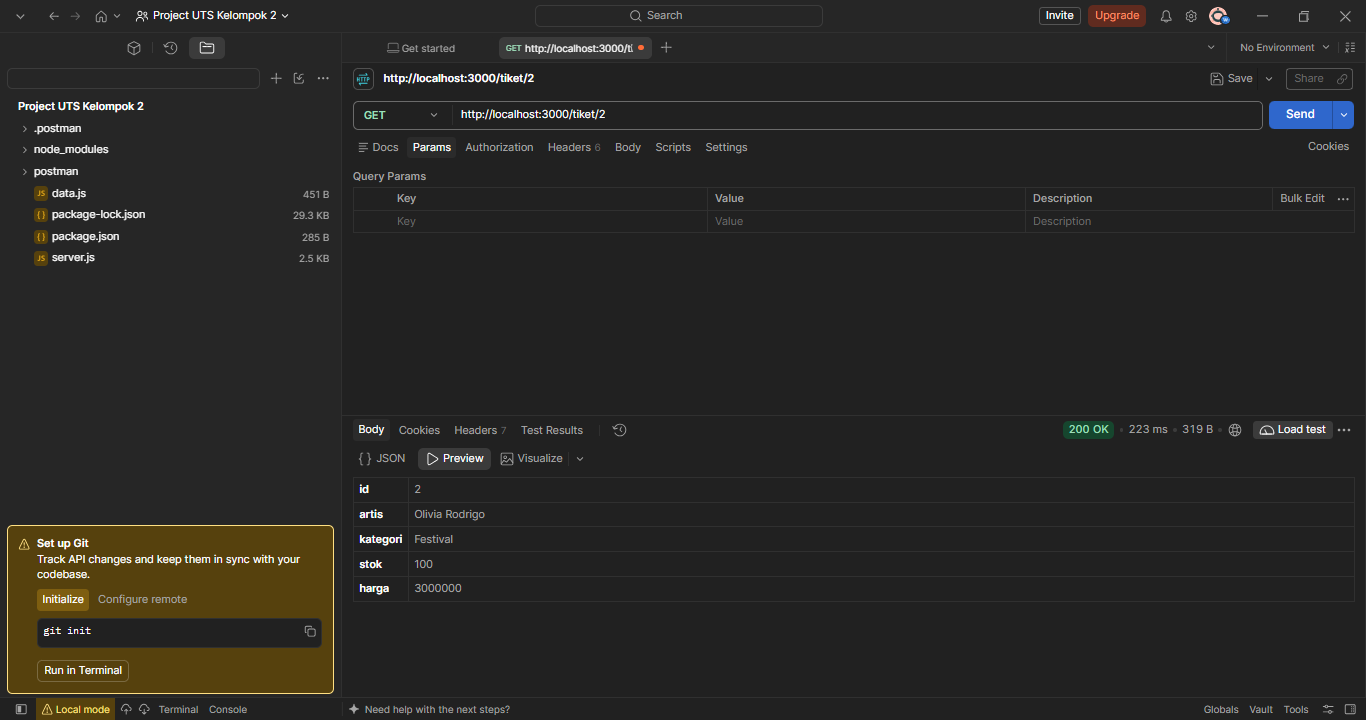 Project UTS Kelompok 2
Search
Invite
Upgrade
Get started
GET http://localhost:3000/ti
No Environment
Project UTS Kelompok 2
.postman
node_modules
postman
JS data.js 451 B
{ } package-lock.json 29.3 KB
{ } package.json 285 B
JS server.js 2.5 KB
HTTP http://localhost:3000/tiket/2
Save
Share
GET http://localhost:3000/tiket/2
Send
Docs Params Authorization Headers 6 Body Scripts Settings
Cookies
Query Params
Key Value Description Bulk Edit
Key Value Description
Body Cookies Headers 7 Test Results
200 OK • 223 ms • 319 B •
Load test
{ } JSON Preview Visualize
id 2
artis Olivia Rodrigo
kategori Festival
stok 100
harga 3000000
Set up Git
Track API changes and keep them in sync with your
codebase.
Initialize Configure remote
git init
Run in Terminal
Local mode Terminal Console
Need help with the next steps?
Globals Vault Tools